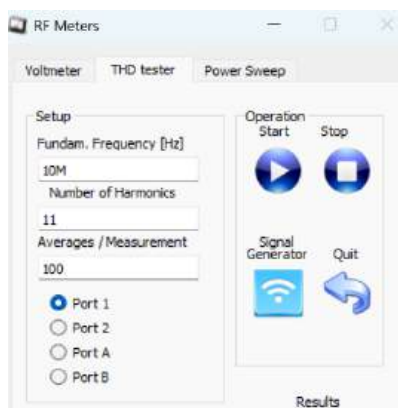 RF Meters
Voltmeter THD tester Power Sweep
Setup
Fundam. Frequency [Hz]
10M
Number of Harmonics
11
Averages / Measurement
100
Port 1
Port 2
Port A
Port B
Operation
Start Stop
Signal
Generator Quit
Results